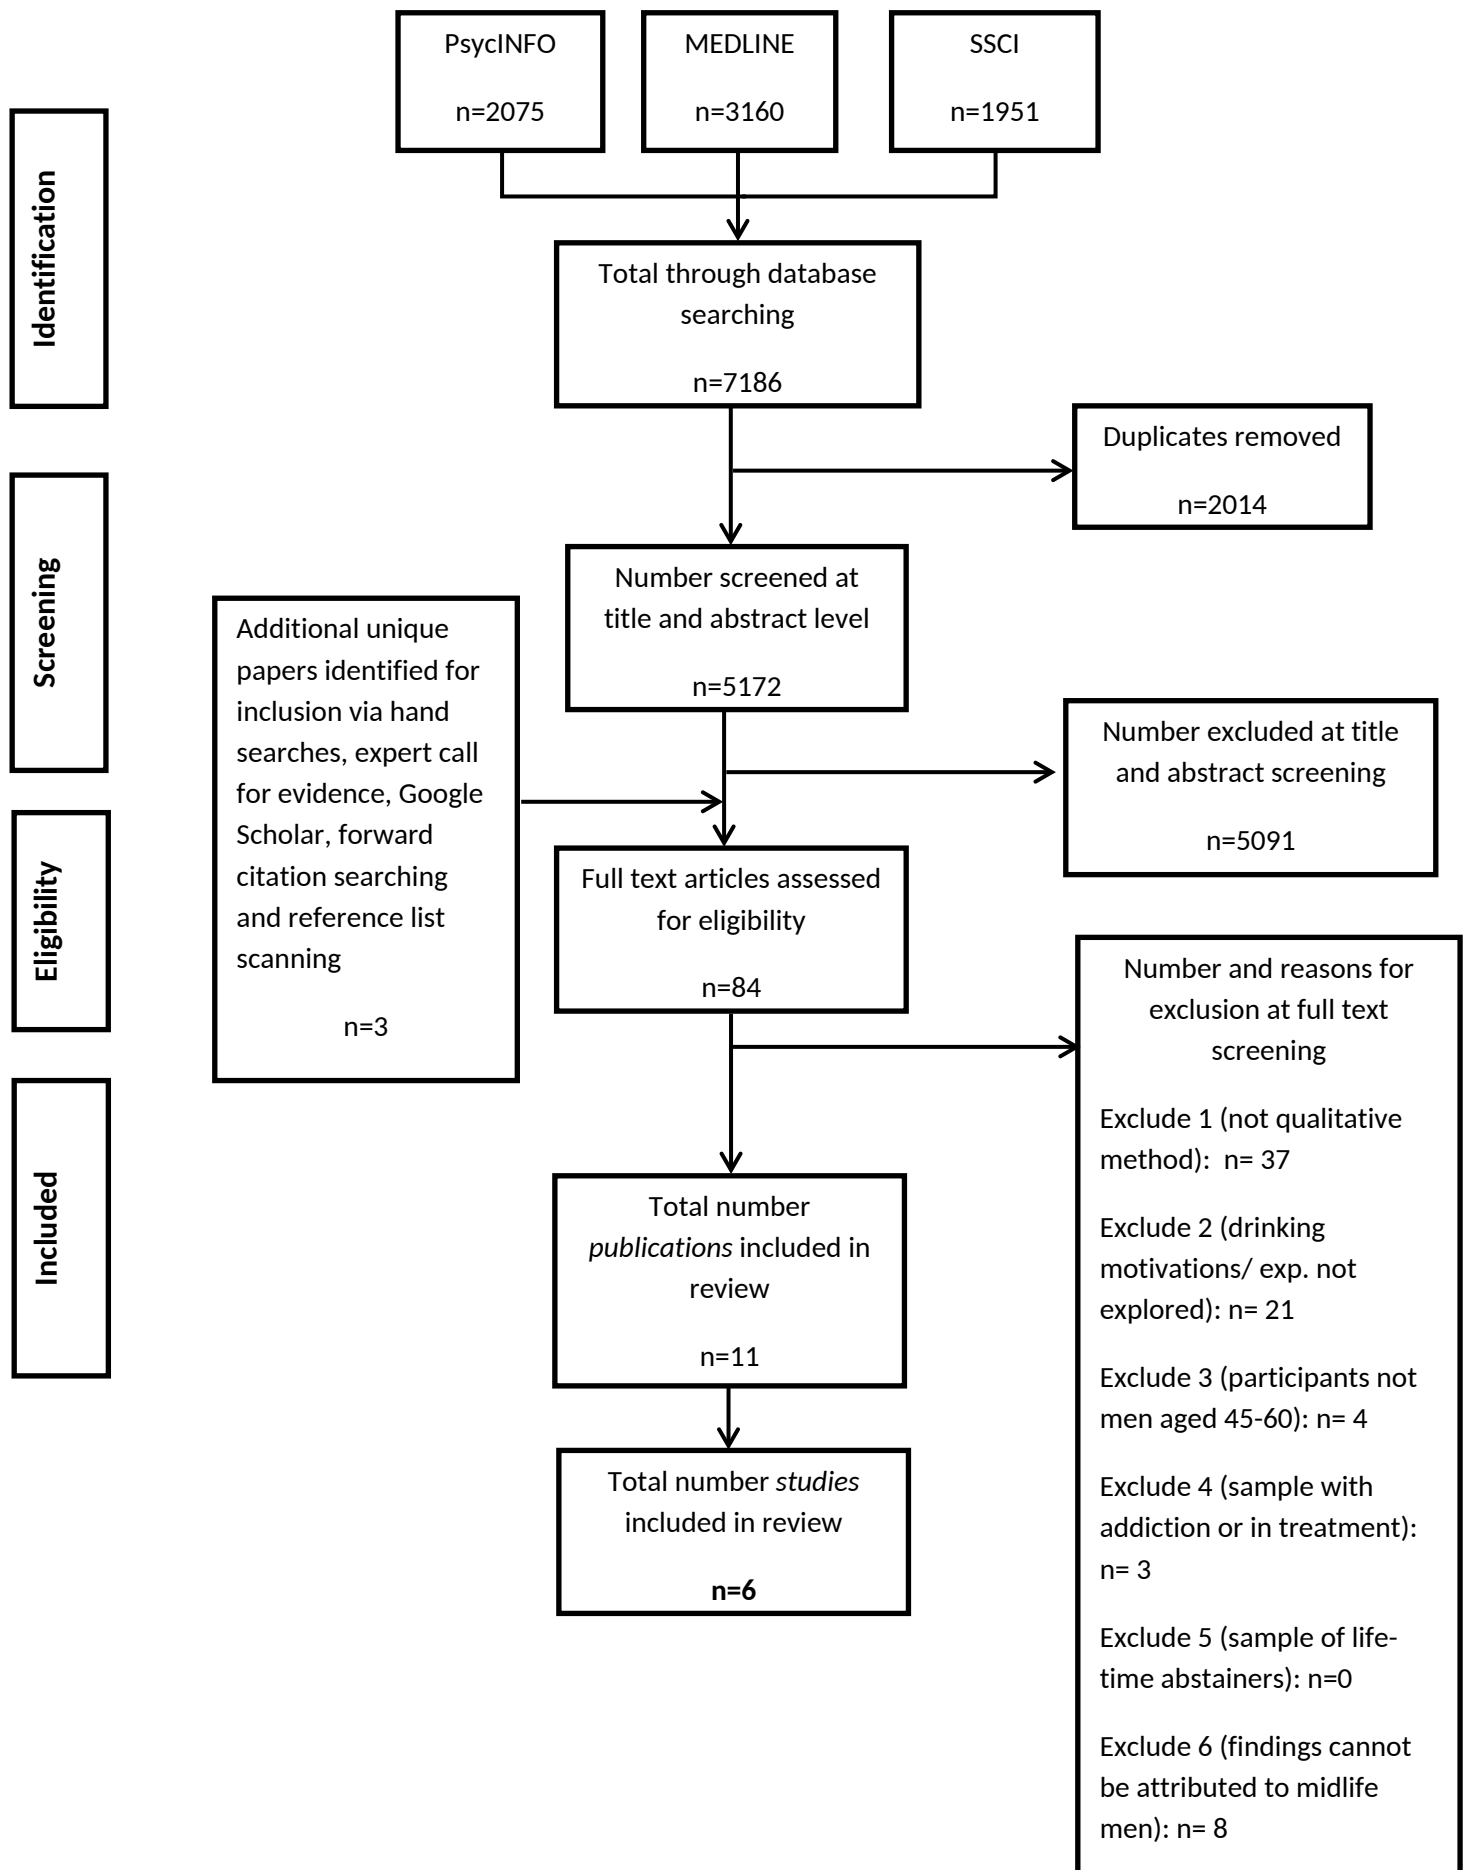 PsycINFO
n=2075
MEDLINE
n=3160
SSCI
n=1951
Identification
Total through database
searching
n=7186
Duplicates removed
n=2014
Screening
Number screened at
title and abstract level
n=5172
Additional unique
papers identified for
inclusion via hand
searches, expert call
for evidence, Google
Scholar, forward
citation searching
and reference list
scanning
n=3
Number excluded at title
and abstract screening
n=5091
Eligibility
Full text articles assessed
for eligibility
n=84
Number and reasons for
exclusion at full text
screening
Exclude 1 (not qualitative
method):  n= 37
Exclude 2 (drinking
motivations/ exp. not
explored): n= 21
Exclude 3 (participants not
men aged 45-60): n= 4
Exclude 4 (sample with
addiction or in treatment):
n= 3
Exclude 5 (sample of life-
time abstainers): n=0
Exclude 6 (findings cannot
be attributed to midlife
men): n= 8
Included
Total number
publications included in
review
n=11
Total number studies
included in review
n=6